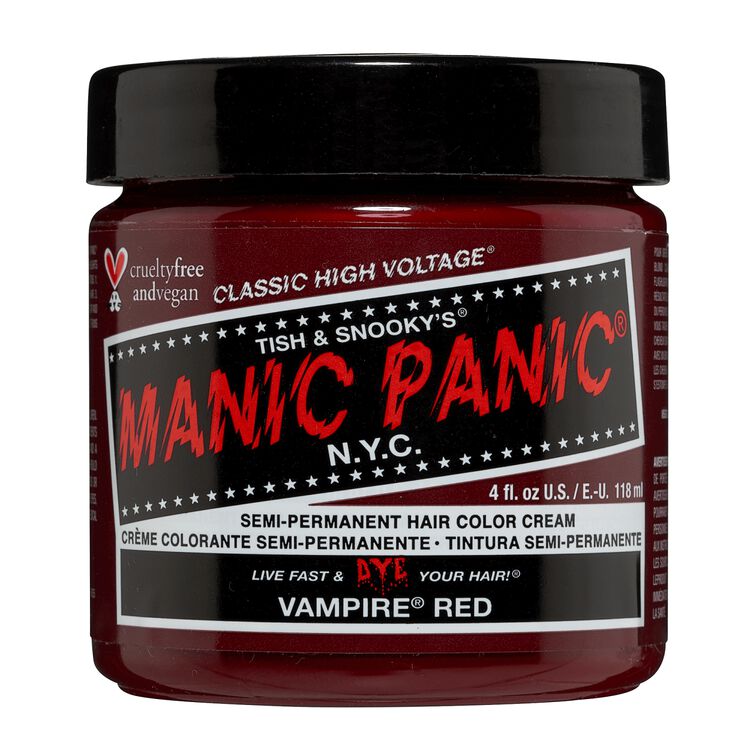 crueltyfree
andvegan
CLASSIC HIGH VOLTAGE®
TISH & SNOOKY'S®
MANIC PANIC®
N.Y.C.
4 fl. oz U.S. / E.-U. 118 ml
SEMI-PERMANENT HAIR COLOR CREAM
CRÈME COLORANTE SEMI-PERMANENTE • TINTURA SEMI-PERMANENTE
LIVE FAST & DYE YOUR HAIR!®
VAMPIRE® RED